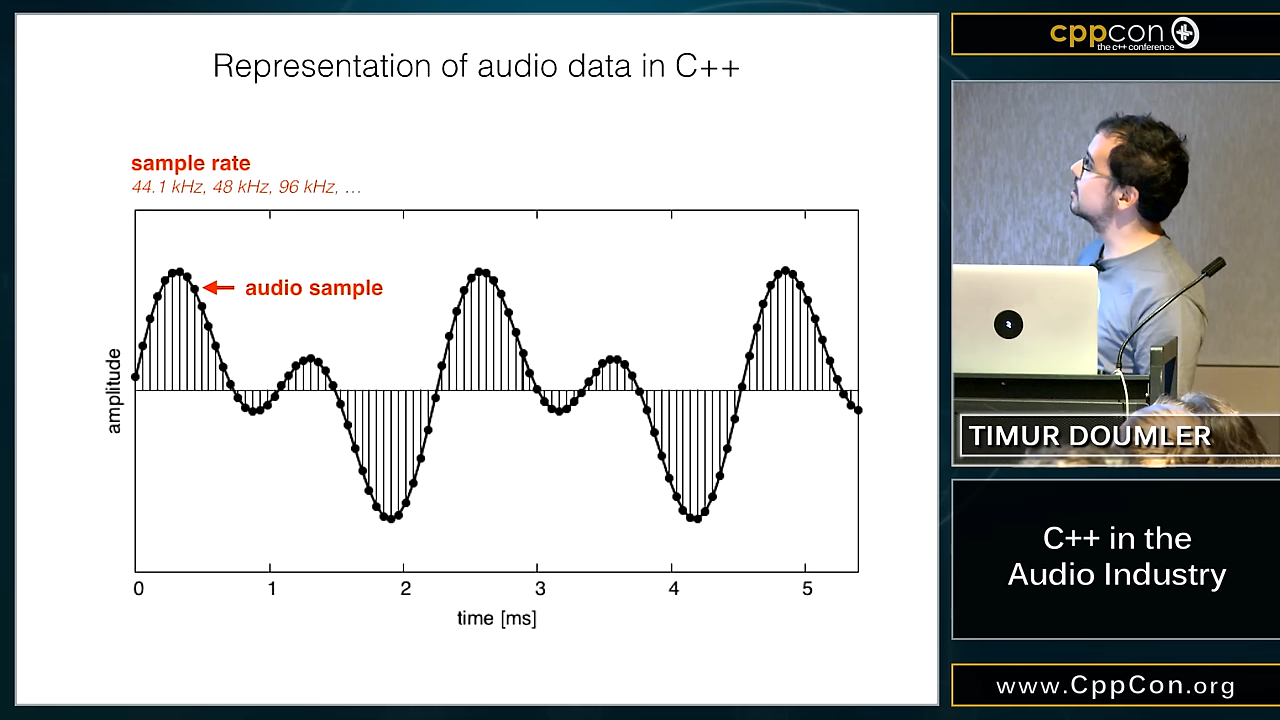 Representation of audio data in C++
sample rate
44.1 kHz, 48 kHz, 96 kHz, …
audio sample
amplitude
0 1 2 3 4 5
time [ms]
cppcon
the c++ conference
TIMUR DOUMLER
C++ in the
Audio Industry
www.CppCon.org